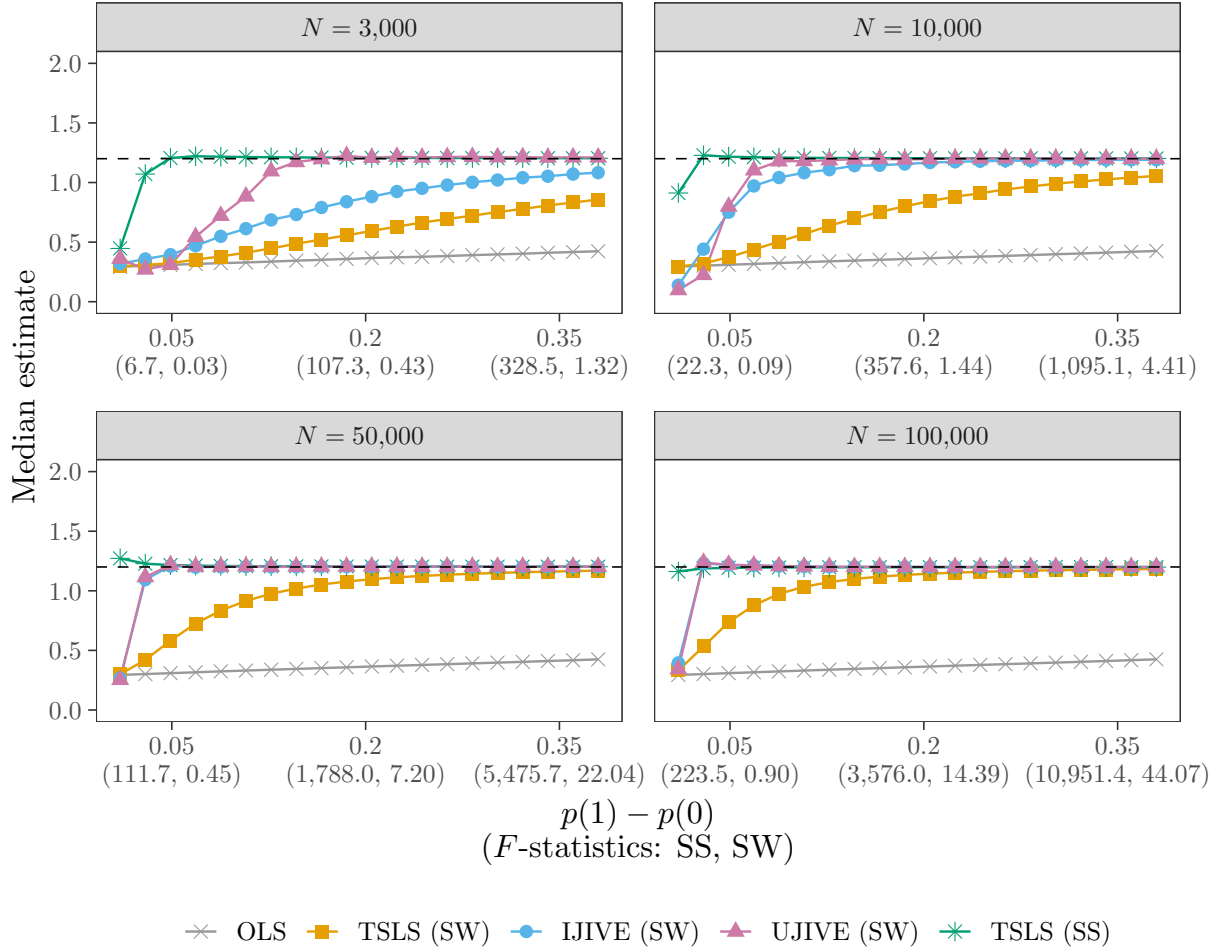 N = 3,000
N = 10,000
Median estimate
2.0
1.5
1.0
0.5
0.0
0.05
0.2
0.35
(6.7, 0.03)
(107.3, 0.43)
(328.5, 1.32)
0.05
0.2
0.35
(22.3, 0.09)
(357.6, 1.44)
(1,095.1, 4.41)
N = 50,000
N = 100,000
2.0
1.5
1.0
0.5
0.0
0.05
0.2
0.35
(111.7, 0.45)
(1,788.0, 7.20)
(5,475.7, 22.04)
0.05
0.2
0.35
(223.5, 0.90)
(3,576.0, 14.39)
(10,951.4, 44.07)
p(1) − p(0)
(F-statistics: SS, SW)
OLS
TSLS (SW)
IJIVE (SW)
UJIVE (SW)
TSLS (SS)